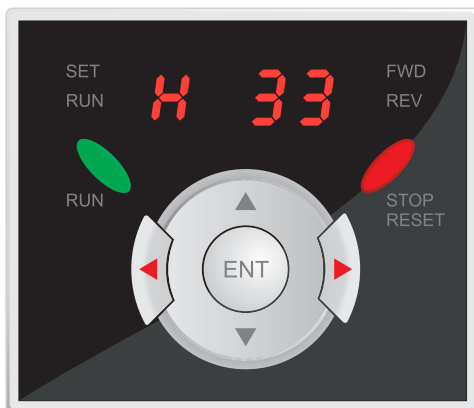 SET
RUN
H 33
FWD
REV
RUN
STOP
RESET
ENT